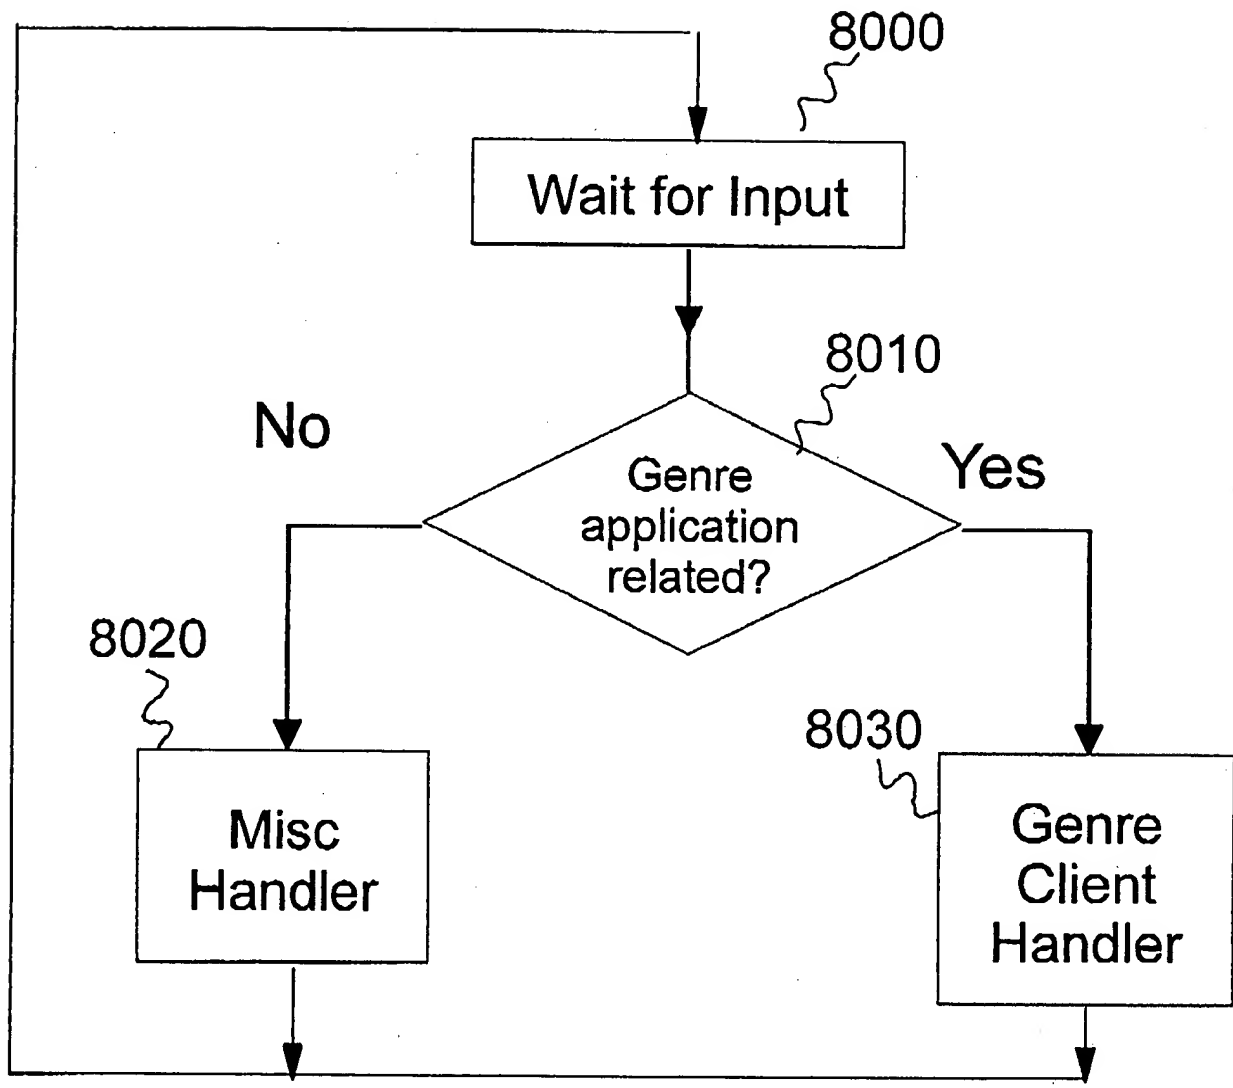 8000
Wait for Input
8010
No
Yes
Genre
application
related?
8020
8030
Misc
Handler
Genre
Client
Handler